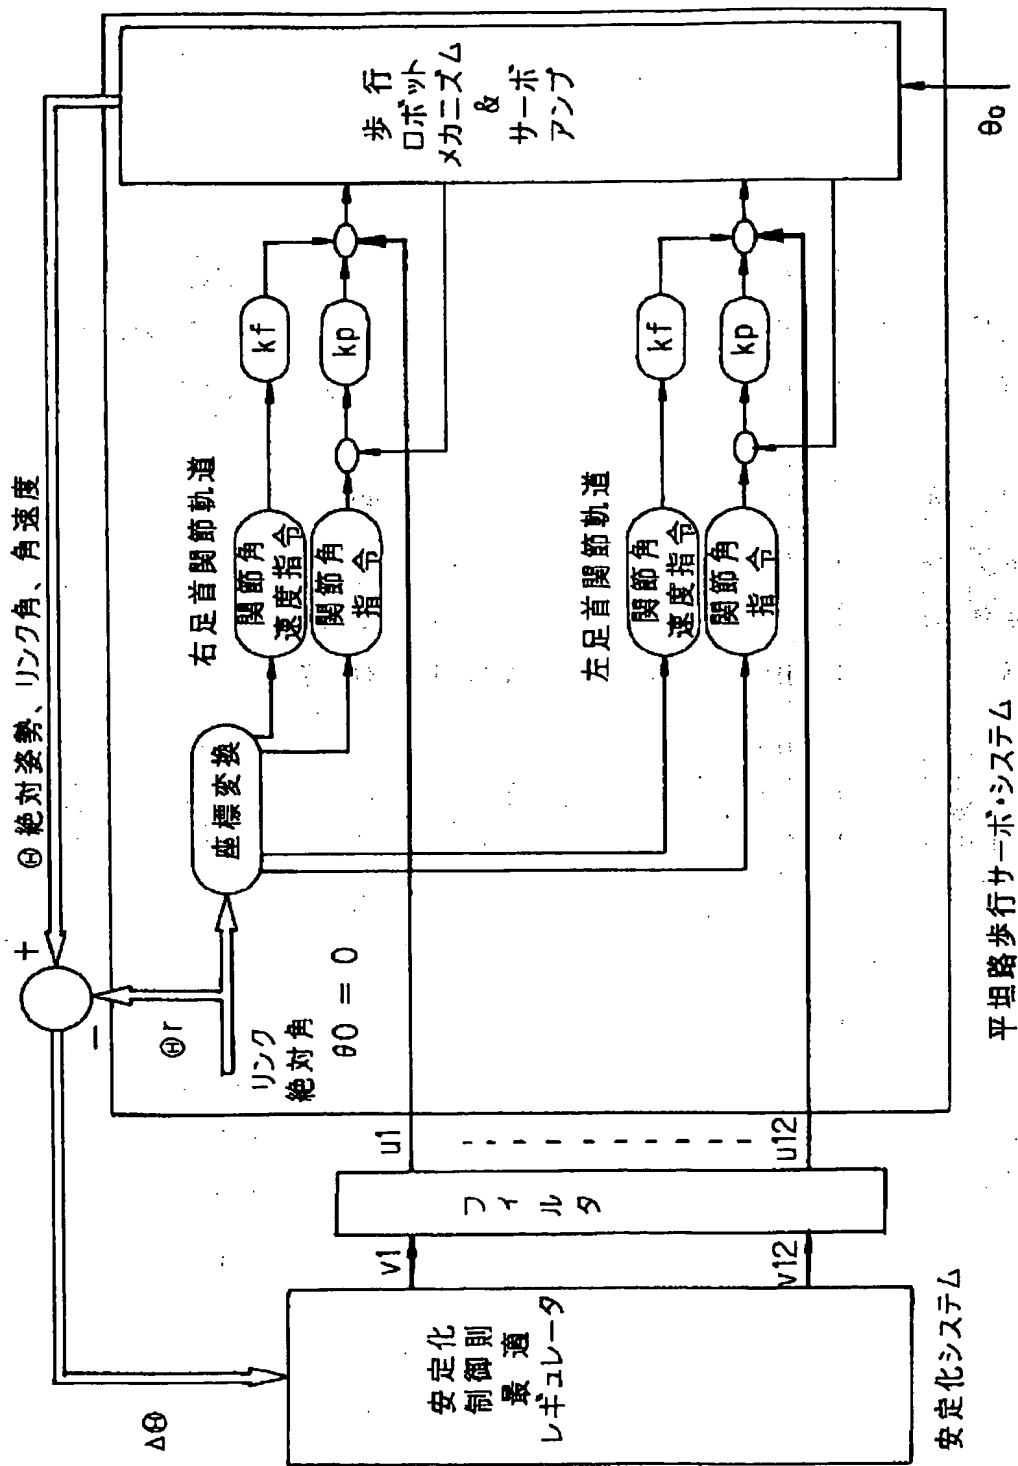 Θ 絶対姿勢、リンク角、角速度
+
−
ΔΘ
Θr
リンク
絶対角
θ0 = 0
座標変換
右足首関節軌道
関節角
速度指令
関節角
指令
kf
kp
左足首関節軌道
関節角
速度指令
関節角
指令
kf
kp
歩行
ロボット
メカニズム
&
サーボ
アンプ
θ0
安定化
制御則
最適
レギュレータ
v1
v12
フィルタ
u1
u12
安定化システム
平坦路歩行サーボ・システム